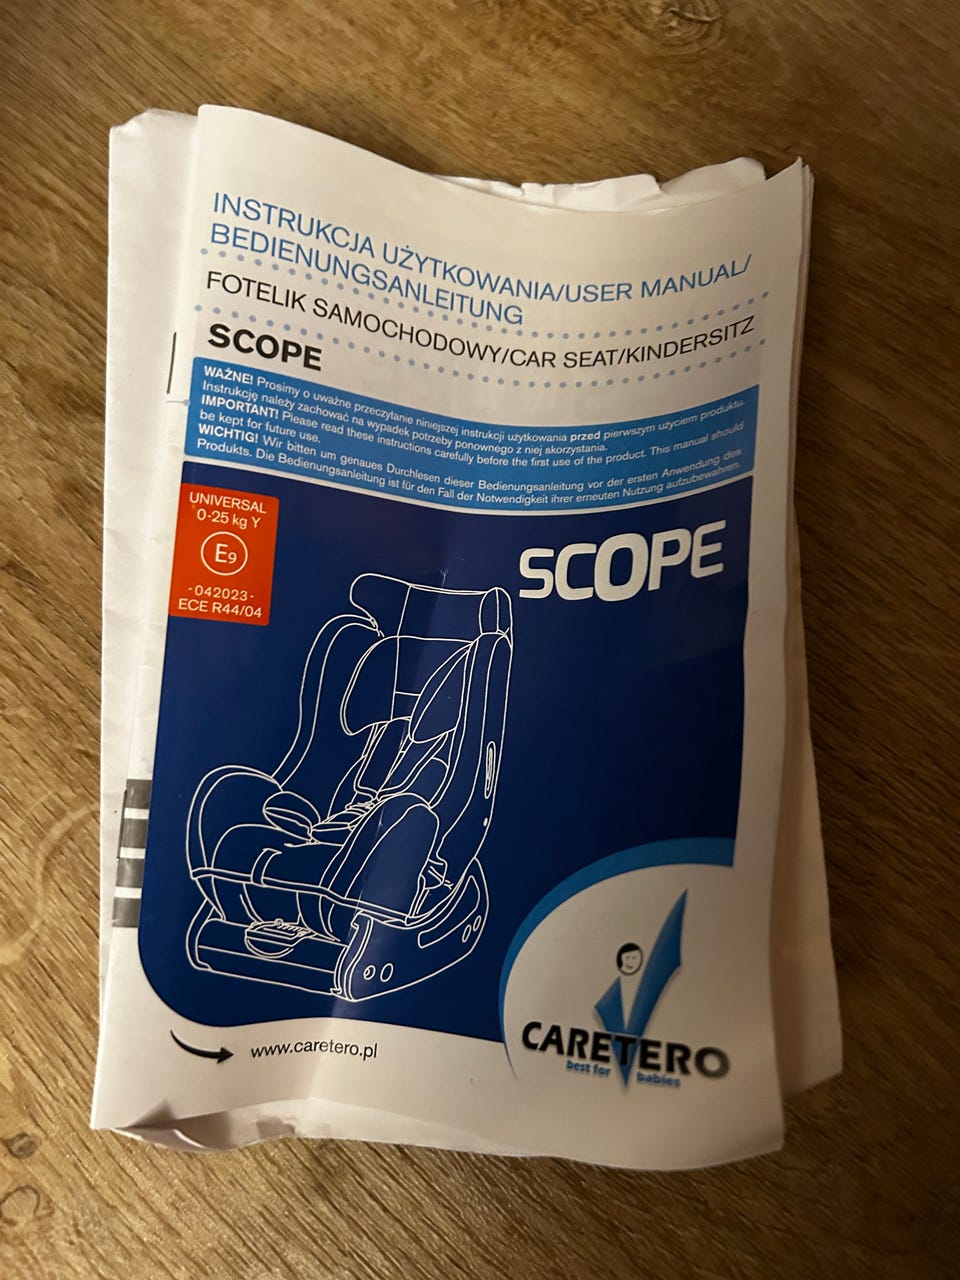 INSTRUKCJA UŻYTKOWANIA/USER MANUAL/
BEDIENUNGSANLEITUNG
FOTELIK SAMOCHODOWY/CAR SEAT/KINDERSITZ
SCOPE
WAŻNE! Prosimy o uważne przeczytanie niniejszej instrukcji użytkowania przed pierwszym użyciem produktu.
Instrukcję należy zachować na wypadek potrzeby ponownego z niej skorzystania.
IMPORTANT! Please read these instructions carefully before the first use of the product. This manual should
be kept for future use.
WICHTIG! Wir bitten um genaues Durchlesen dieser Bedienungsanleitung vor der ersten Anwendung des
Produkts. Die Bedienungsanleitung ist für den Fall der Notwendigkeit ihrer erneuten Nutzung aufzubewahren.
UNIVERSAL
0-25 kg Y
E9
-042023-
ECE R44/04
SCOPE
CARETERO
best for babies
www.caretero.pl